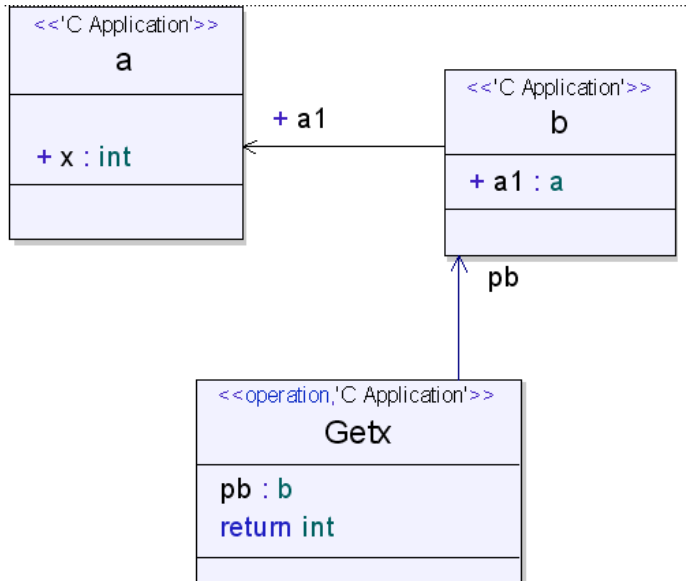 <<'C Application'>>
a
+ x : int
+ a1
<<'C Application'>>
b
+ a1 : a
pb
<<operation,'C Application'>>
Getx
pb : b
return int